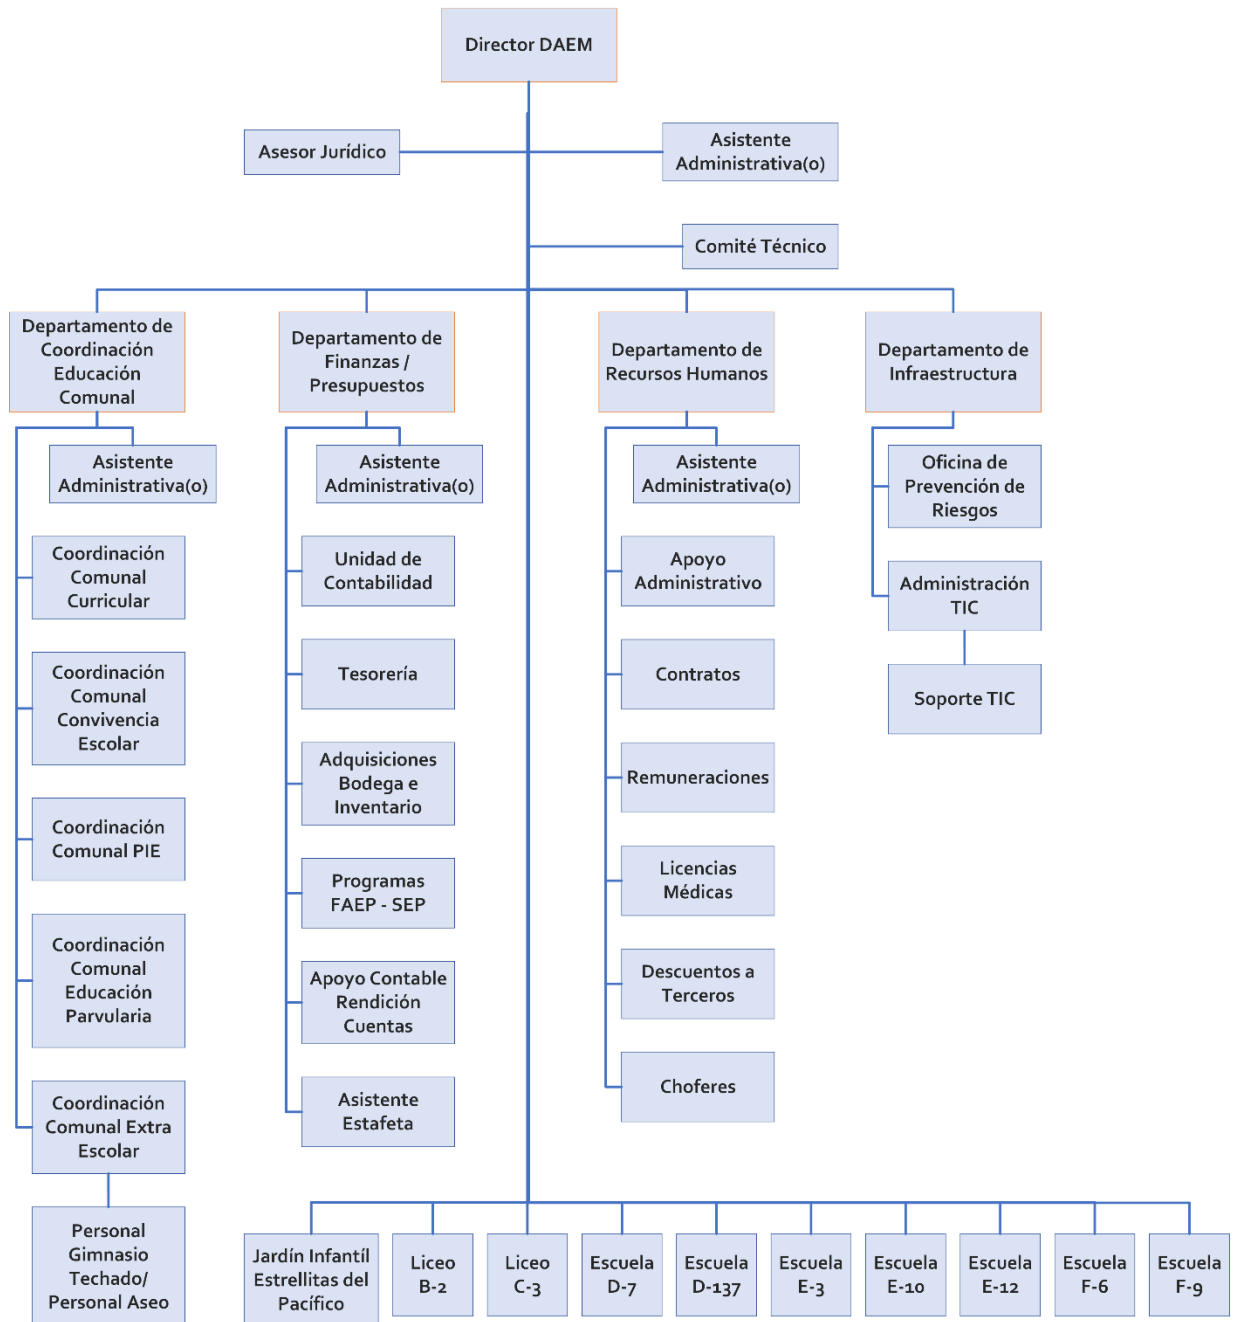 Director DAEM
Asesor Jurídico
Asistente
Administrativa(o)
Comité Técnico
Departamento de
Coordinación
Educación
Comunal
Departamento de
Finanzas /
Presupuestos
Departamento de
Recursos Humanos
Departamento de
Infraestructura
Asistente
Administrativa(o)
Coordinación
Comunal
Curricular
Coordinación
Comunal
Convivencia
Escolar
Coordinación
Comunal PIE
Coordinación
Comunal
Educación
Parvularia
Coordinación
Comunal Extra
Escolar
Personal
Gimnasio
Techado/
Personal Aseo
Asistente
Administrativa(o)
Unidad de
Contabilidad
Tesorería
Adquisiciones
Bodega e
Inventario
Programas
FAEP - SEP
Apoyo Contable
Rendición
Cuentas
Asistente
Estafeta
Asistente
Administrativa(o)
Apoyo
Administrativo
Contratos
Remuneraciones
Licencias
Médicas
Descuentos a
Terceros
Choferes
Oficina de
Prevención de
Riesgos
Administración
TIC
Soporte TIC
Jardín Infantíl
Estrellitas del
Pacífico
Liceo
B-2
Liceo
C-3
Escuela
D-7
Escuela
D-137
Escuela
E-3
Escuela
E-10
Escuela
E-12
Escuela
F-6
Escuela
F-9